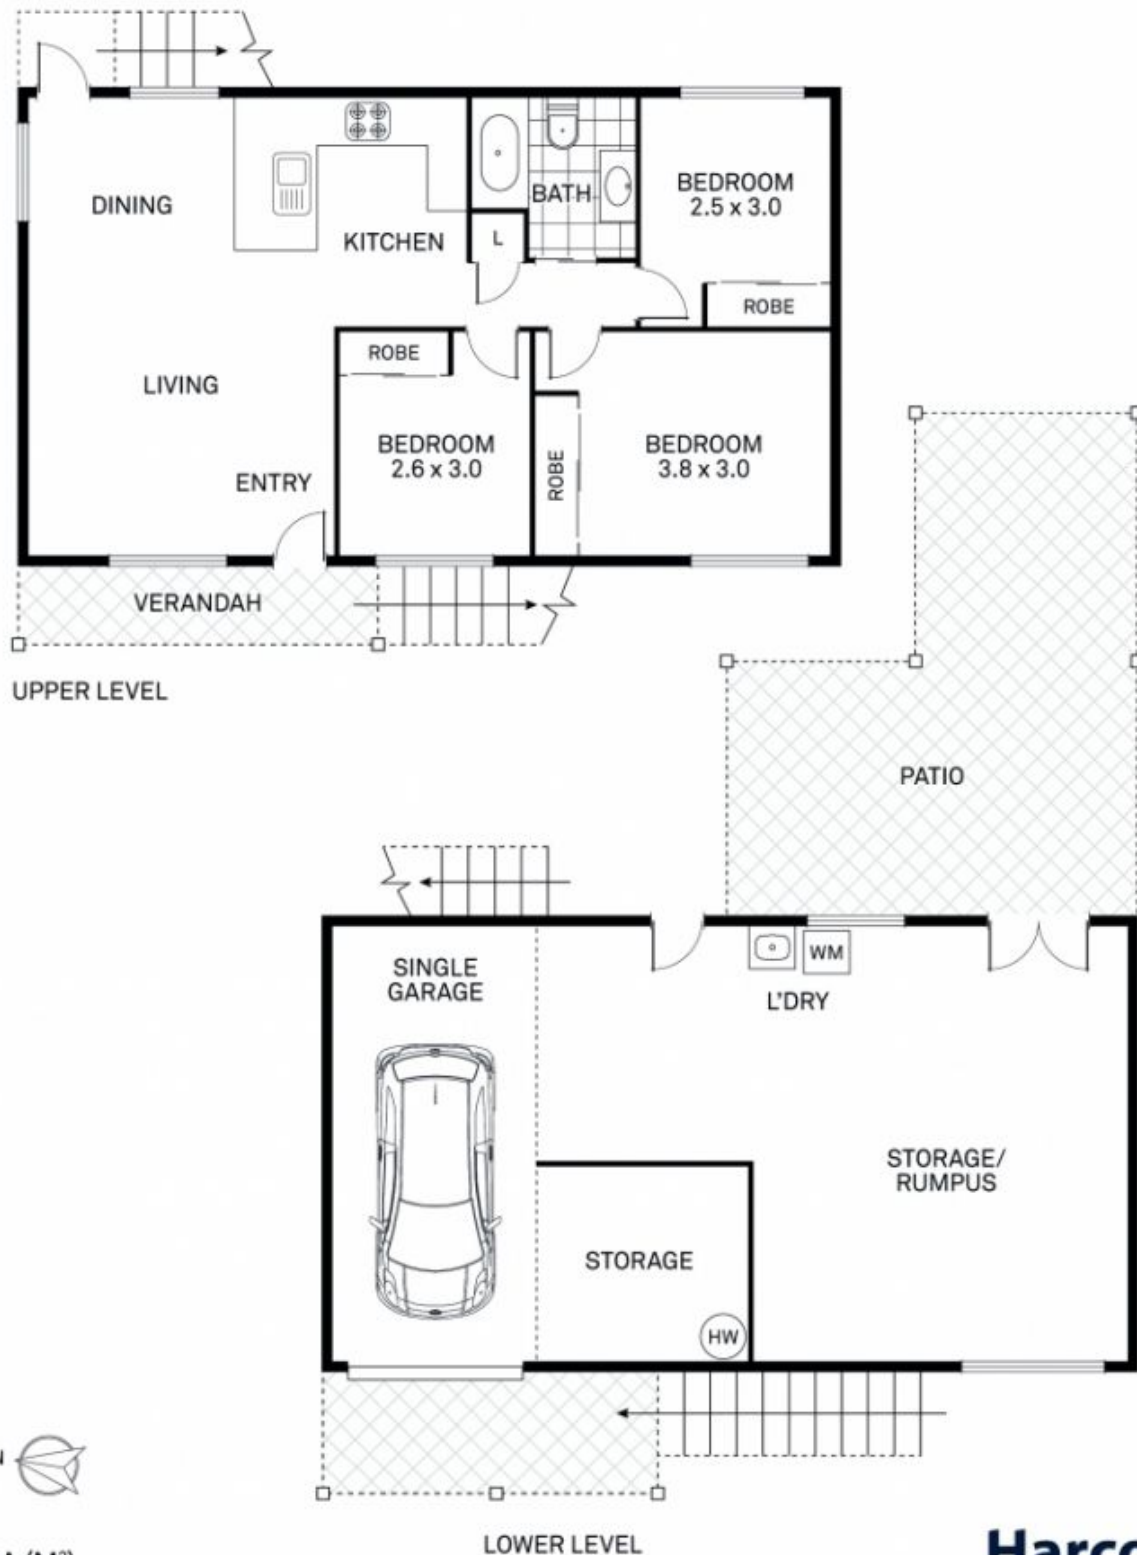 DINING
KITCHEN
BATH
L
BEDROOM
2.5 x 3.0
ROBE
ROBE
LIVING
BEDROOM
2.6 x 3.0
ROBE
BEDROOM
3.8 x 3.0
ENTRY
VERANDAH
UPPER LEVEL
PATIO
SINGLE
GARAGE
WM
L'DRY
STORAGE/
RUMPUS
STORAGE
HW
LOWER LEVEL